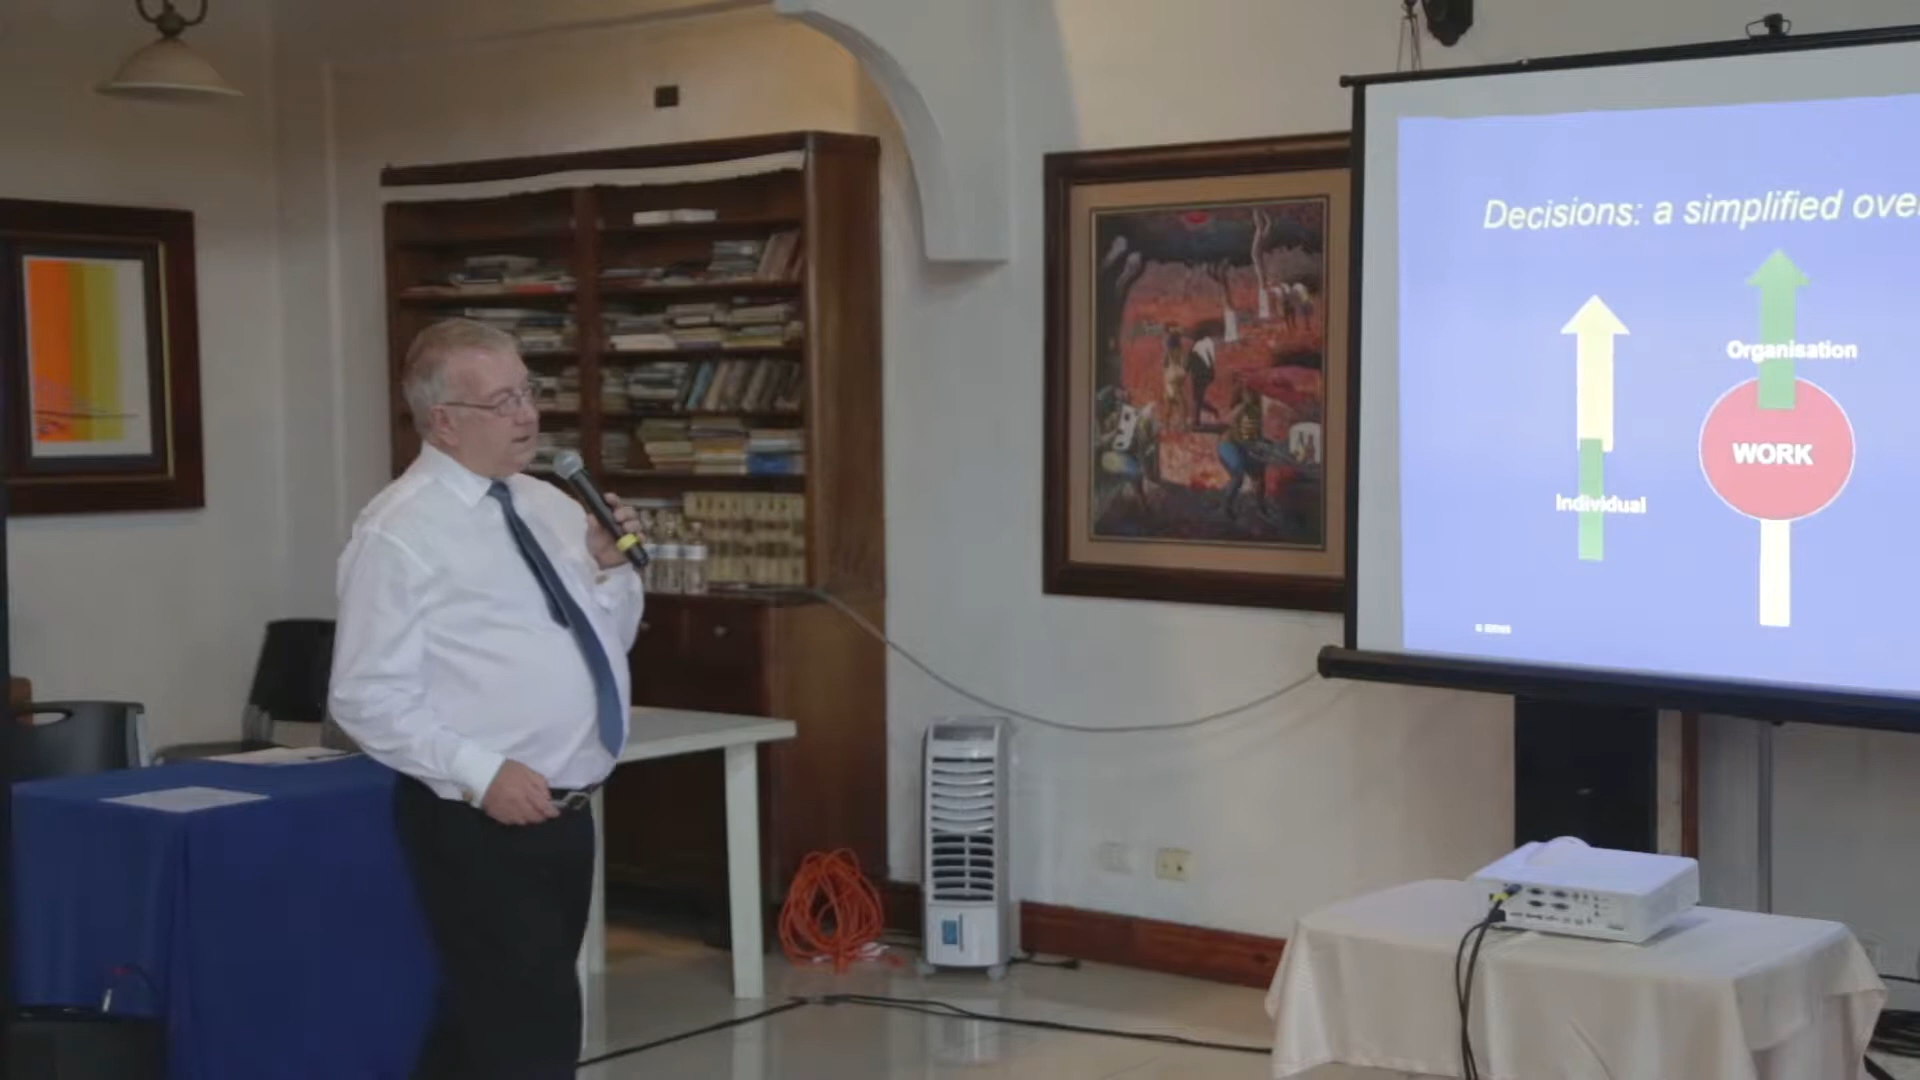 Decisions: a simplified ove
Organisation
WORK
Individual